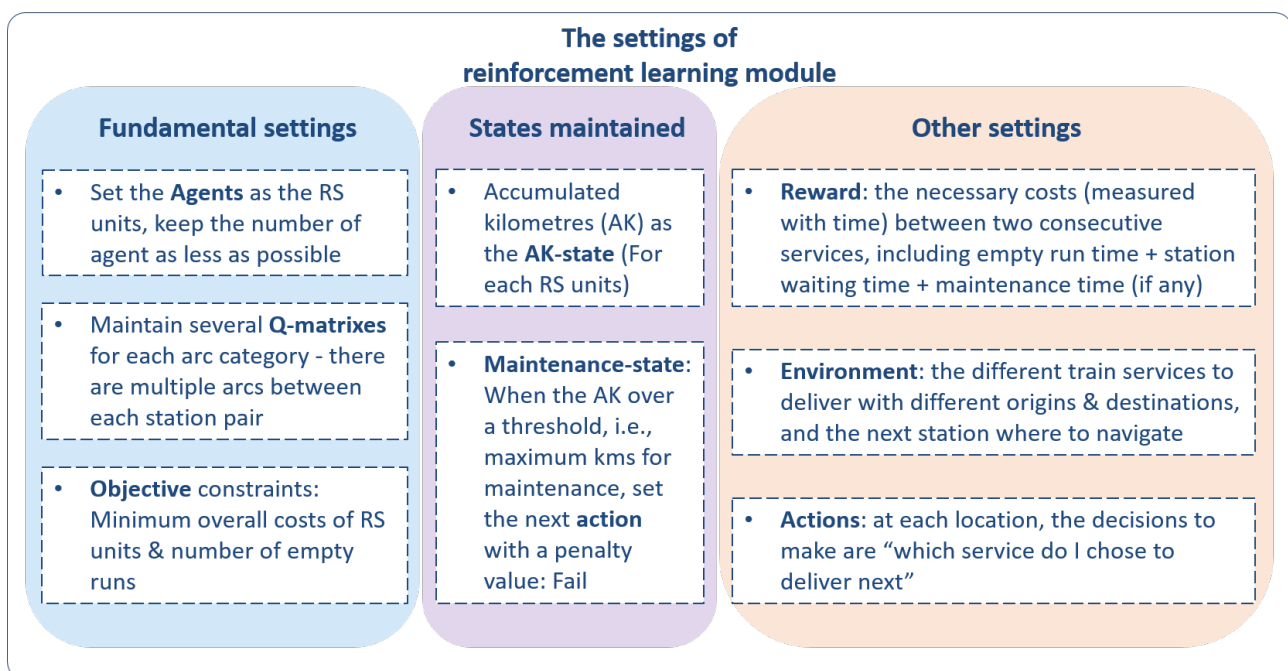 The settings of
reinforcement learning module
Fundamental settings
• Set the Agents as the RS
units, keep the number of
agent as less as possible
• Maintain several Q-matrixes
for each arc category - there
are multiple arcs between
each station pair
• Objective constraints:
Minimum overall costs of RS
units & number of empty
runs
States maintained
• Accumulated
kilometres (AK) as
the AK-state (For
each RS units)
• Maintenance-state:
When the AK over
a threshold, i.e.,
maximum kms for
maintenance, set
the next action
with a penalty
value: Fail
Other settings
• Reward: the necessary costs (measured
with time) between two consecutive
services, including empty run time + station
waiting time + maintenance time (if any)
• Environment: the different train services to
deliver with different origins & destinations,
and the next station where to navigate
• Actions: at each location, the decisions to
make are “which service do I chose to
deliver next”